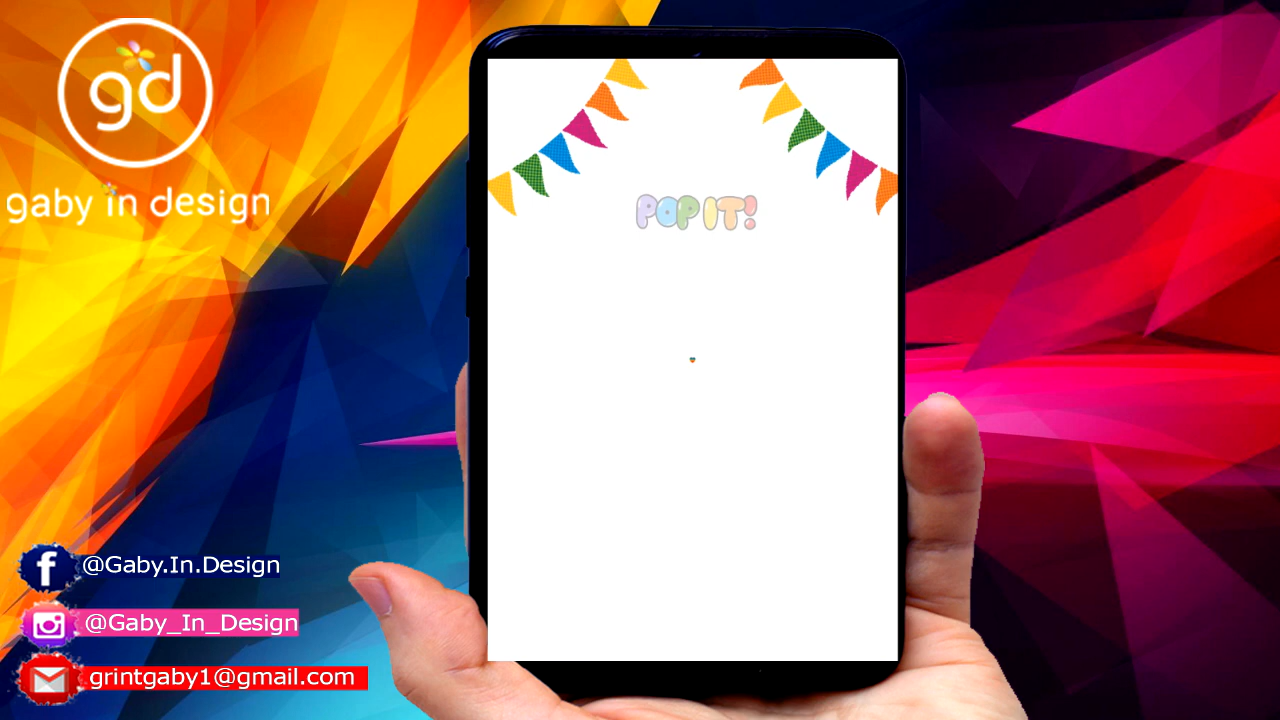 gd
gaby in design
POP IT!
@Gaby.In.Design
@Gaby_In_Design
grintgaby1@gmail.com